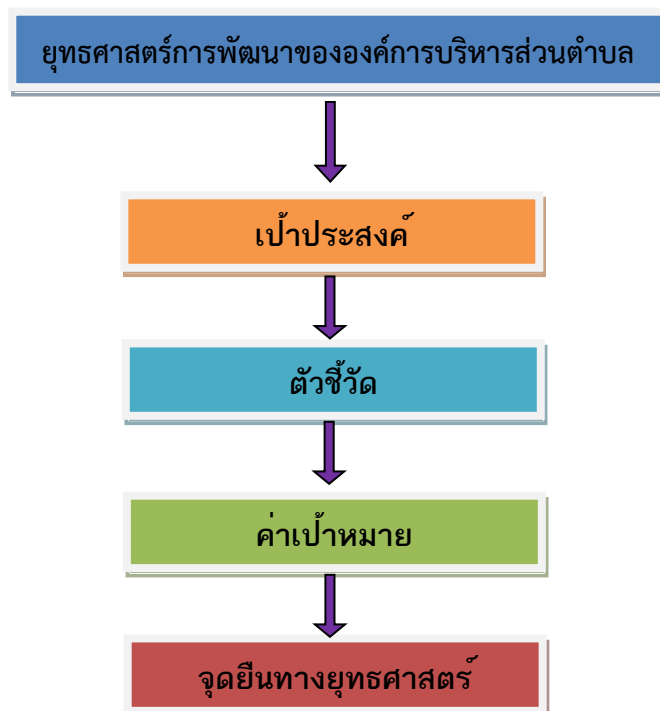 ยุทธศาสตร์การพัฒนาขององค์การบริหารส่วนตำบล
เป้าประสงค์
ตัวชี้วัด
ค่าเป้าหมาย
จุดยืนทางยุทธศาสตร์